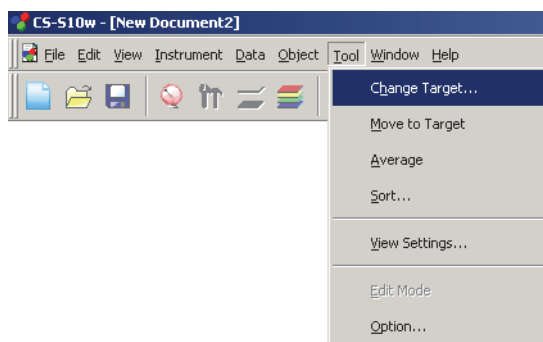 CS-S10w - [New Document2]
File Edit View Instrument Data Object Tool Window Help
Change Target...
Move to Target
Average
Sort...
View Settings...
Edit Mode
Option...